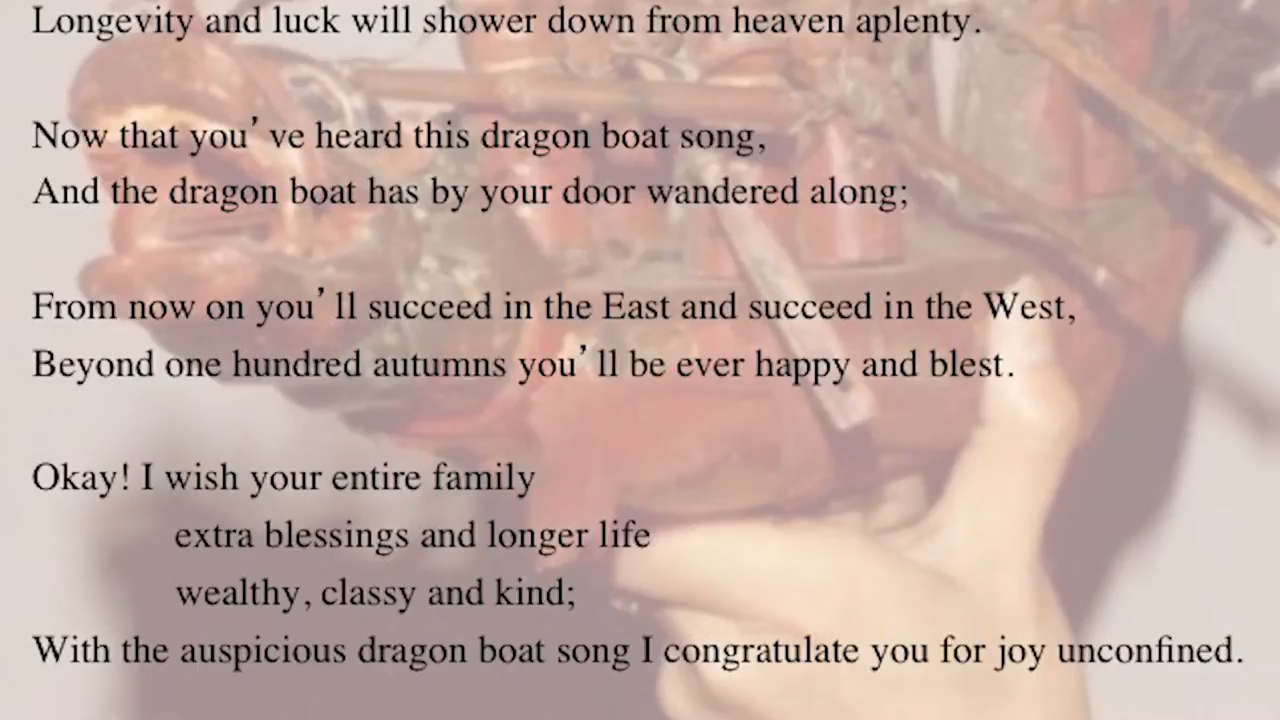 Longevity and luck will shower down from heaven aplenty.
Now that you’ve heard this dragon boat song,
And the dragon boat has by your door wandered along;
From now on you’ll succeed in the East and succeed in the West,
Beyond one hundred autumns you’ll be ever happy and blest.
Okay! I wish your entire family
extra blessings and longer life
wealthy, classy and kind;
With the auspicious dragon boat song I congratulate you for joy unconfined.